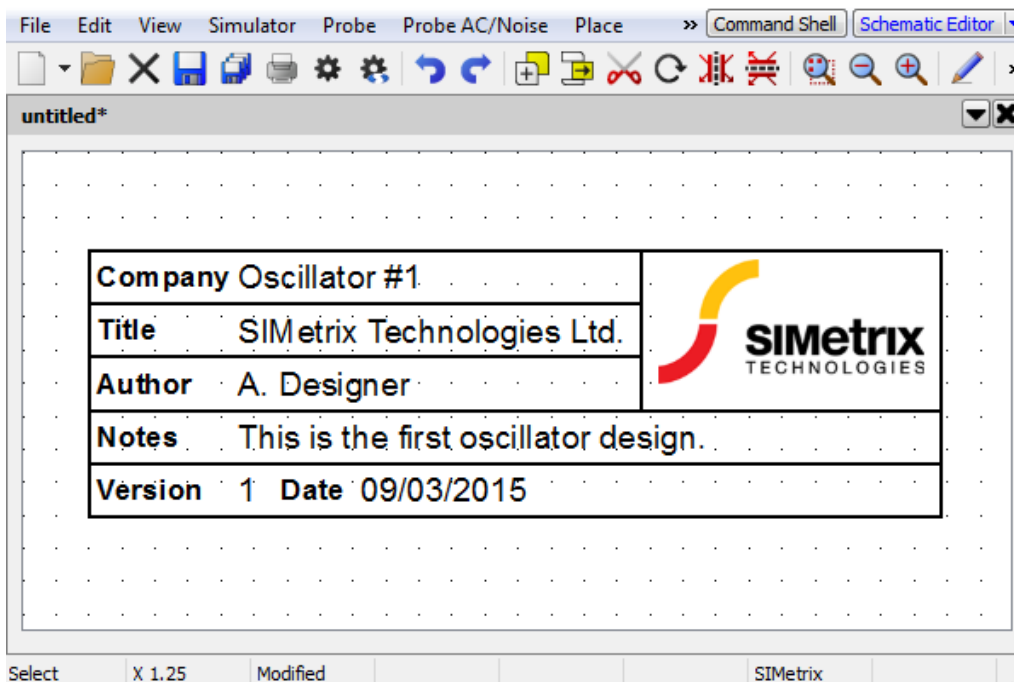 File Edit View Simulator Probe Probe AC/Noise Place » Command Shell Schematic Editor
untitled*
Company Oscillator #1
Title SIMetrix Technologies Ltd.
Author A. Designer
SIMetrix
TECHNOLOGIES
Notes This is the first oscillator design.
Version 1 Date 09/03/2015
Select X 1.25 Modified SIMetrix